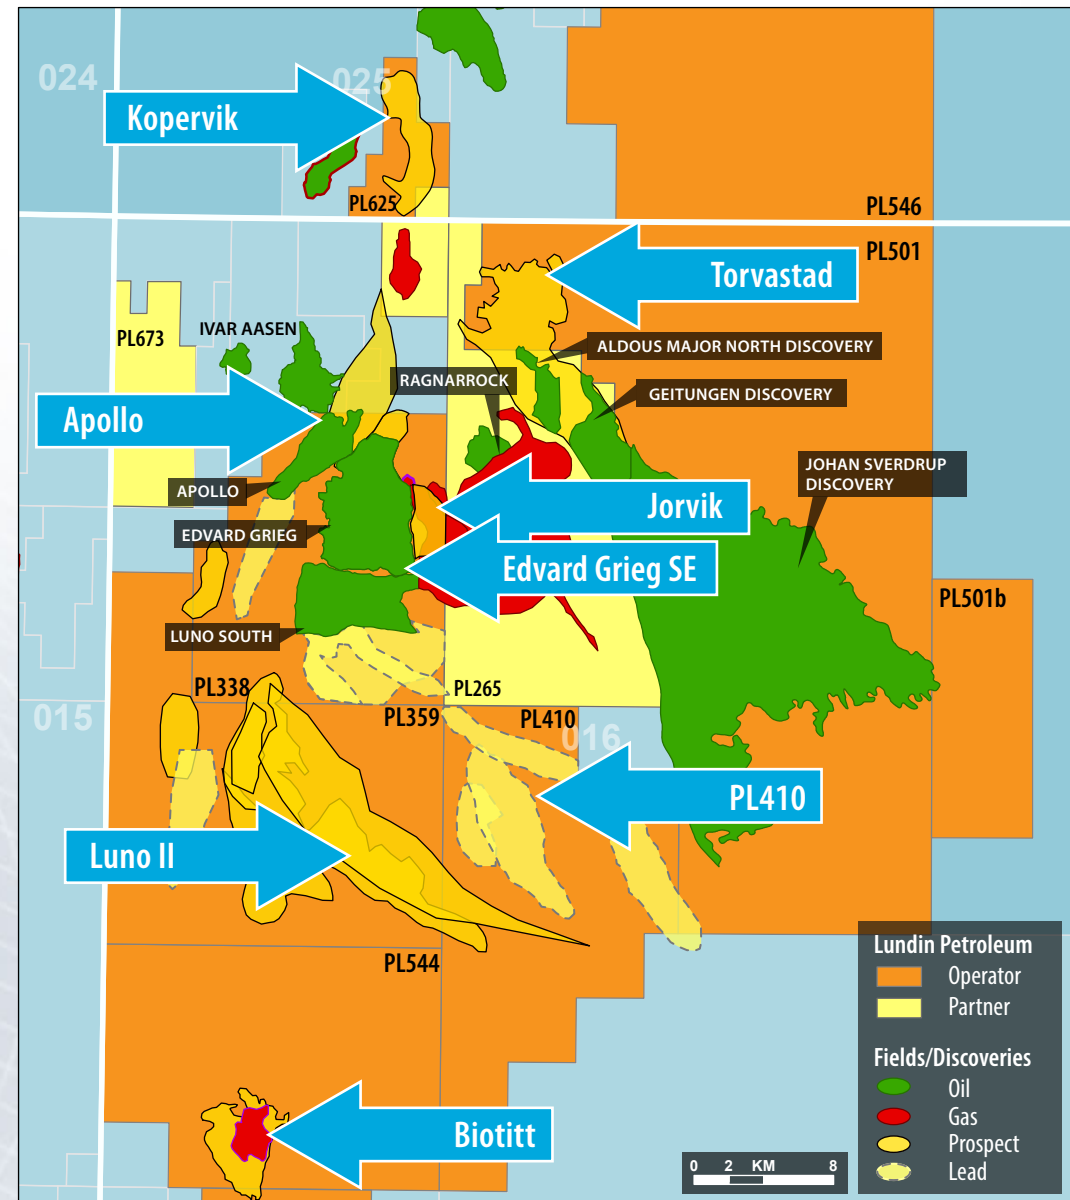 024
025
Kopervik
PL625
PL546
PL501
Torvastad
PL673
IVAR AASEN
ALDOUS MAJOR NORTH DISCOVERY
RAGNARROCK
GEITUNGEN DISCOVERY
Apollo
JOHAN SVERDRUP
DISCOVERY
APOLLO
Jorvik
EDVARD GRIEG
Edvard Grieg SE
PL501b
LUNO SOUTH
PL338
PL265
015
PL359
PL410
016
PL410
Luno II
PL544
Lundin Petroleum
Operator
Partner
Fields/Discoveries
Oil
Gas
Prospect
Lead
Biotitt
0 2 KM 8